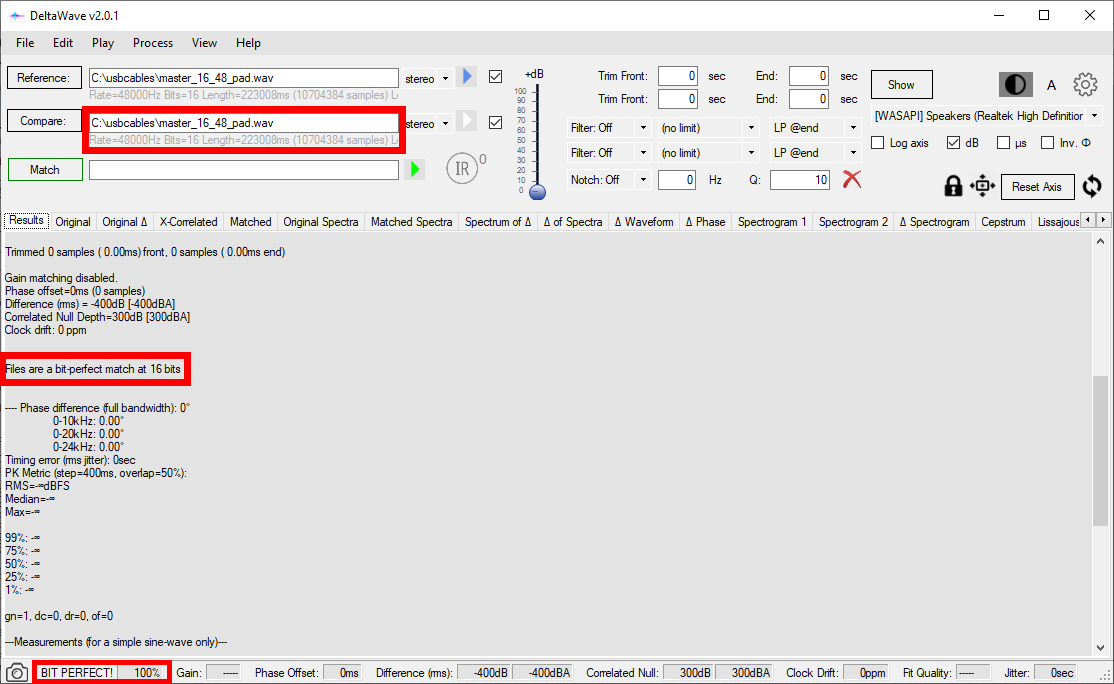 DeltaWave v2.0.1
File Edit Play Process View Help
Reference: C:\usbcables\master_16_48_pad.wav stereo
Rate=48000Hz Bits=16 Length=223008ms (10704384 samples)
Compare: C:\usbcables\master_16_48_pad.wav stereo
Rate=48000Hz Bits=16 Length=223008ms (10704384 samples)
Match
IR 0
+dB
100
90
80
70
60
50
40
30
20
10
0
Trim Front: 0 sec End: 0 sec
Trim Front: 0 sec End: 0 sec
Filter: Off (no limit) LP @end
Filter: Off (no limit) LP @end
Notch: Off 0 Hz Q: 10
Show A
[WASAPI] Speakers (Realtek High Definitior
Log axis dB µs Inv. Φ
Reset Axis
Results Original Original Δ X-Correlated Matched Original Spectra Matched Spectra Spectrum of Δ Δ of Spectra Δ Waveform Δ Phase Spectrogram 1 Spectrogram 2 Δ Spectrogram Cepstrum Lissajous
Trimmed 0 samples ( 0.00ms) front, 0 samples ( 0.00ms end)
Gain matching disabled.
Phase offset=0ms (0 samples)
Difference (rms) = -400dB [-400dBA]
Correlated Null Depth=300dB [300dBA]
Clock drift: 0 ppm
Files are a bit-perfect match at 16 bits
---- Phase difference (full bandwidth): 0°
0-10kHz: 0.00°
0-20kHz: 0.00°
0-24kHz: 0.00°
Timing error (rms jitter): 0sec
PK Metric (step=400ms, overlap=50%):
RMS=-∞dBFS
Median=-∞
Max=-∞
99%: -∞
75%: -∞
50%: -∞
25%: -∞
1%: -∞
gn=1, dc=0, dr=0, of=0
---Measurements (for a simple sine-wave only)---
BIT PERFECT! 100% Gain: ----- Phase Offset: 0ms Difference (rms): -400dB -400dBA Correlated Null: 300dB 300dBA Clock Drift: 0ppm Fit Quality: ----- Jitter: 0sec